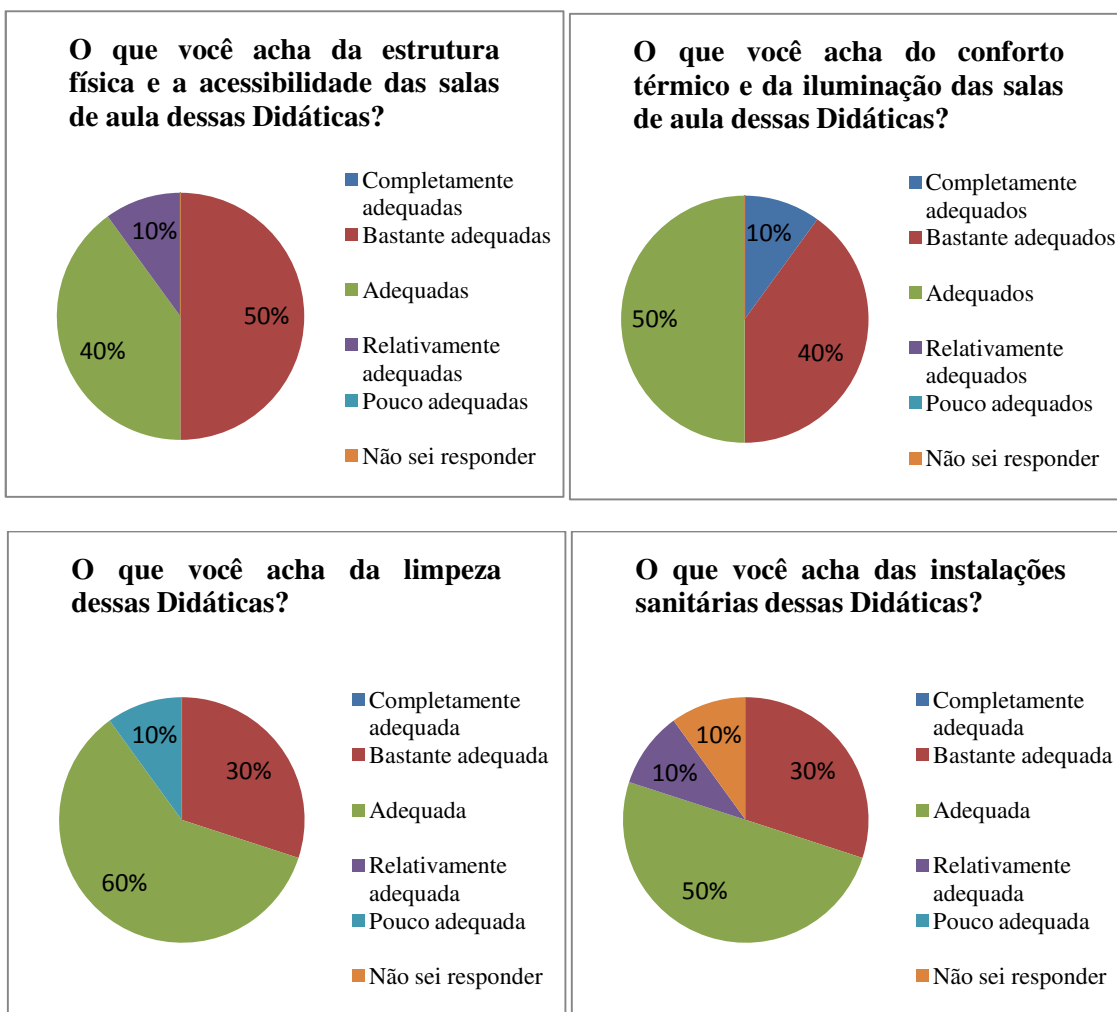 O que você acha da estrutura
física e a acessibilidade das salas
de aula dessas Didáticas?
10%
50%
40%
Completamente
adequadas
Bastante adequadas
Adequadas
Relativamente
adequadas
Pouco adequadas
Não sei responder
O que você acha do conforto
térmico e da iluminação das salas
de aula dessas Didáticas?
10%
50%
40%
Completamente
adequados
Bastante adequados
Adequados
Relativamente
adequados
Pouco adequados
Não sei responder
O que você acha da limpeza
dessas Didáticas?
10%
30%
60%
Completamente
adequada
Bastante adequada
Adequada
Relativamente
adequada
Pouco adequada
Não sei responder
O que você acha das instalações
sanitárias dessas Didáticas?
10%
10%
30%
50%
Completamente
adequada
Bastante adequada
Adequada
Relativamente
adequada
Pouco adequada
Não sei responder